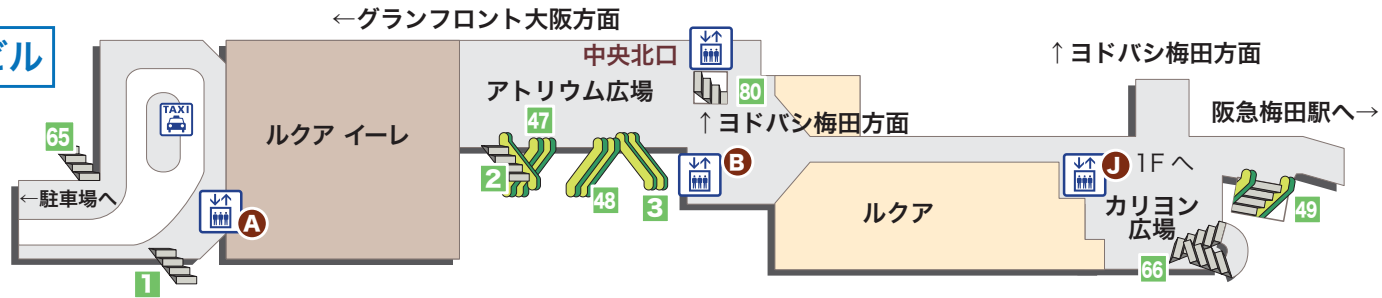 ←グランフロント大阪方面
ビル
中央北口
↑ヨドバシ梅田方面
TAXI
アトリウム広場
80
阪急梅田駅へ→
65
ルクア イーレ
47
↑ヨドバシ梅田方面
2
B
J
1Fへ
←駐車場へ
48
3
カリヨン
広場
49
A
ルクア
1
66